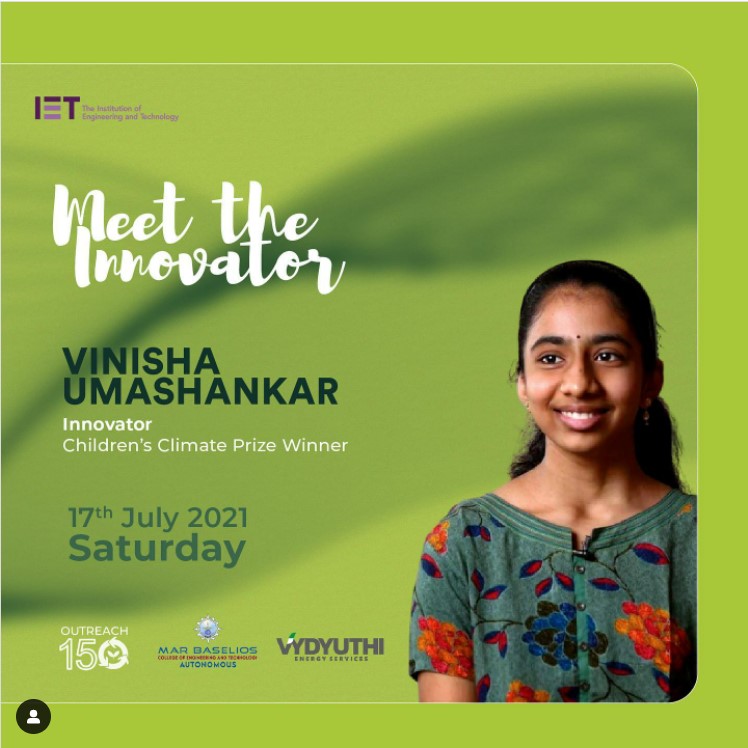 IET The Institution of
Engineering and Technology
Meet the
Innovator
VINISHA
UMASHANKAR
Innovator
Children's Climate Prize Winner
17th July 2021
Saturday
OUTREACH
150
MAR BASELIOS
COLLEGE OF ENGINEERING AND TECHNOLOGY
AUTONOMOUS
VYDYUTHI
ENERGY SERVICES